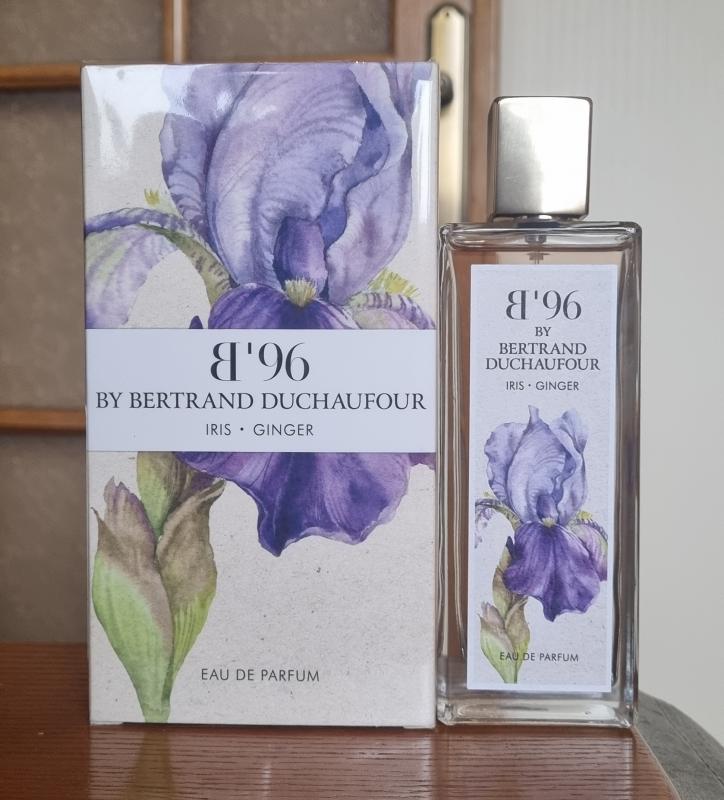 B'96
BY BERTRAND DUCHAUFOUR
IRIS • GINGER
EAU DE PARFUM
B'96
BY
BERTRAND
DUCHAUFOUR
IRIS • GINGER
EAU DE PARFUM